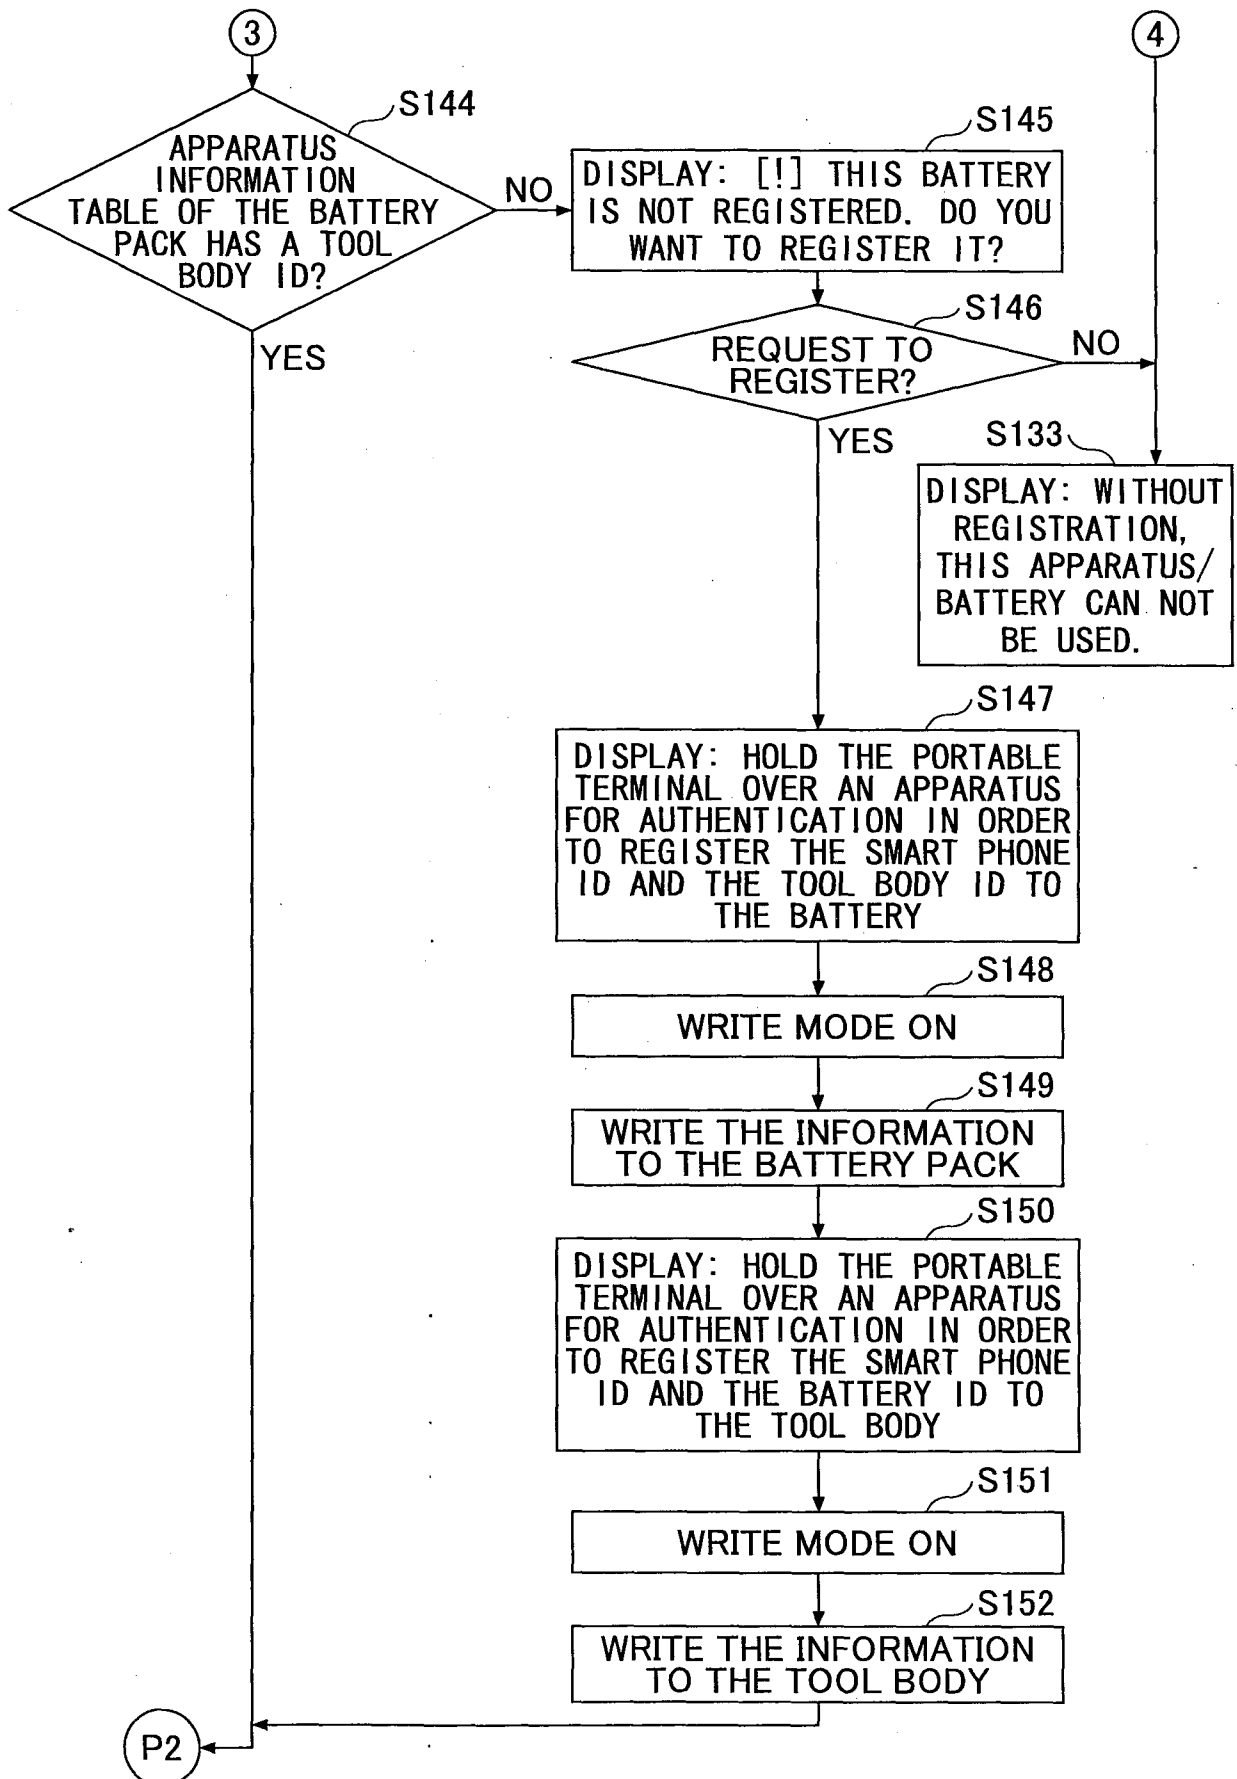 3
4
S144
APPARATUS
INFORMATION
TABLE OF THE BATTERY
PACK HAS A TOOL
BODY ID?
NO
YES
S145
DISPLAY: [!] THIS BATTERY
IS NOT REGISTERED. DO YOU
WANT TO REGISTER IT?
S146
REQUEST TO
REGISTER?
NO
YES
S133
DISPLAY: WITHOUT
REGISTRATION,
THIS APPARATUS/
BATTERY CAN NOT
BE USED.
S147
DISPLAY: HOLD THE PORTABLE
TERMINAL OVER AN APPARATUS
FOR AUTHENTICATION IN ORDER
TO REGISTER THE SMART PHONE
ID AND THE TOOL BODY ID TO
THE BATTERY
S148
WRITE MODE ON
S149
WRITE THE INFORMATION
TO THE BATTERY PACK
S150
DISPLAY: HOLD THE PORTABLE
TERMINAL OVER AN APPARATUS
FOR AUTHENTICATION IN ORDER
TO REGISTER THE SMART PHONE
ID AND THE BATTERY ID TO
THE TOOL BODY
S151
WRITE MODE ON
S152
WRITE THE INFORMATION
TO THE TOOL BODY
P2